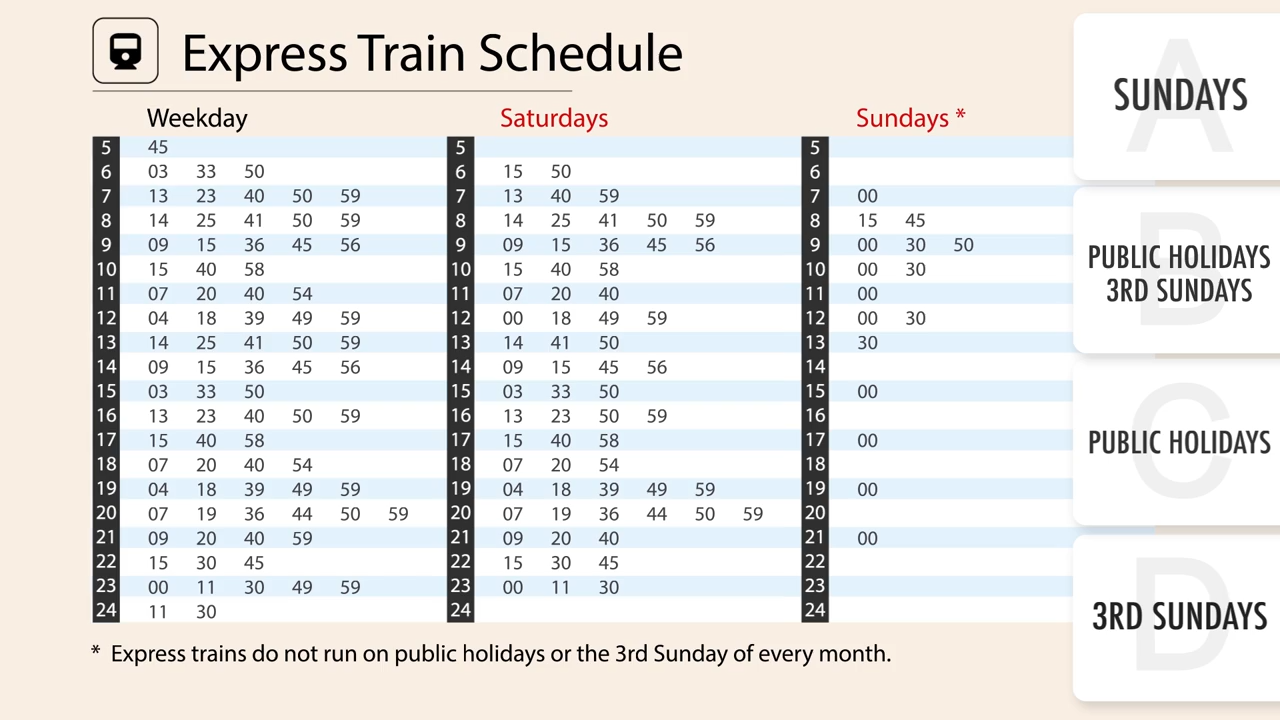 Express Train Schedule
Weekday
5 45
6 03 33 50
7 13 23 40 50 59
8 14 25 41 50 59
9 09 15 36 45 56
10 15 40 58
11 07 20 40 54
12 04 18 39 49 59
13 14 25 41 50 59
14 09 15 36 45 56
15 03 33 50
16 13 23 40 50 59
17 15 40 58
18 07 20 40 54
19 04 18 39 49 59
20 07 19 36 44 50 59
21 09 20 40 59
22 15 30 45
23 00 11 30 49 59
24 11 30
Saturdays
5
6 15 50
7 13 40 59
8 14 25 41 50 59
9 09 15 36 45 56
10 15 40 58
11 07 20 40
12 00 18 49 59
13 14 41 50
14 09 15 45 56
15 03 33 50
16 13 23 50 59
17 15 40 58
18 07 20 54
19 04 18 39 49 59
20 07 19 36 44 50 59
21 09 20 40
22 15 30 45
23 00 11 30
24
Sundays *
5
6
7 00
8 15 45
9 00 30 50
10 00 30
11 00
12 00 30
13 30
14
15 00
16
17 00
18
19 00
20
21 00
22
23
24
* Express trains do not run on public holidays or the 3rd Sunday of every month.
A
SUNDAYS
B
PUBLIC HOLIDAYS
3RD SUNDAYS
C
PUBLIC HOLIDAYS
D
3RD SUNDAYS